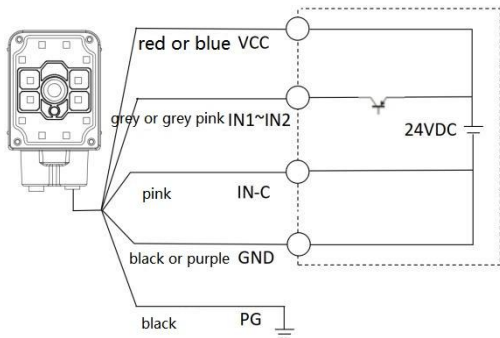 red or blue VCC
grey or grey pink IN1~IN2
24VDC
pink IN-C
black or purple GND
black PG